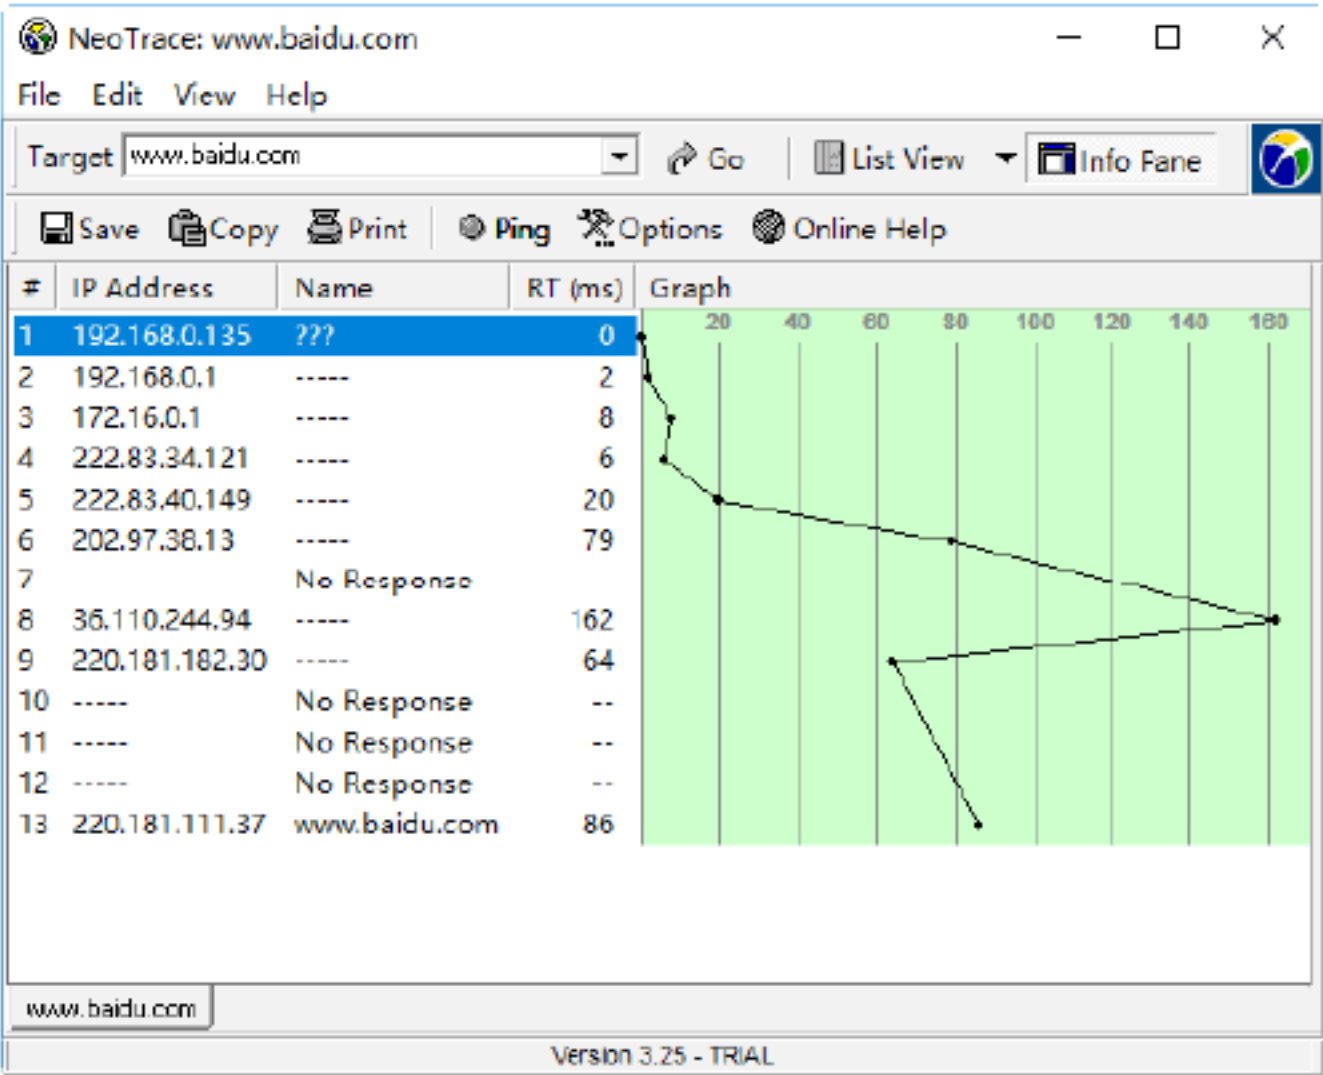 NeoTrace: www.baidu.com
File Edit View Help
Target www.baidu.com Go List View Info Pane
Save Copy Print Ping Options Online Help
# IP Address Name RT (ms) Graph
20 40 60 80 100 120 140 160
1 192.168.0.135 ??? 0
2 192.168.0.1 ----- 2
3 172.16.0.1 ----- 8
4 222.83.34.121 ----- 6
5 222.83.40.149 ----- 20
6 202.97.38.13 ----- 79
7 No Response
8 36.110.244.94 ----- 162
9 220.181.182.30 ----- 64
10 ----- No Response --
11 ----- No Response --
12 ----- No Response --
13 220.181.111.37 www.baidu.com 86
www.baidu.com
Version 3.25 - TRIAL